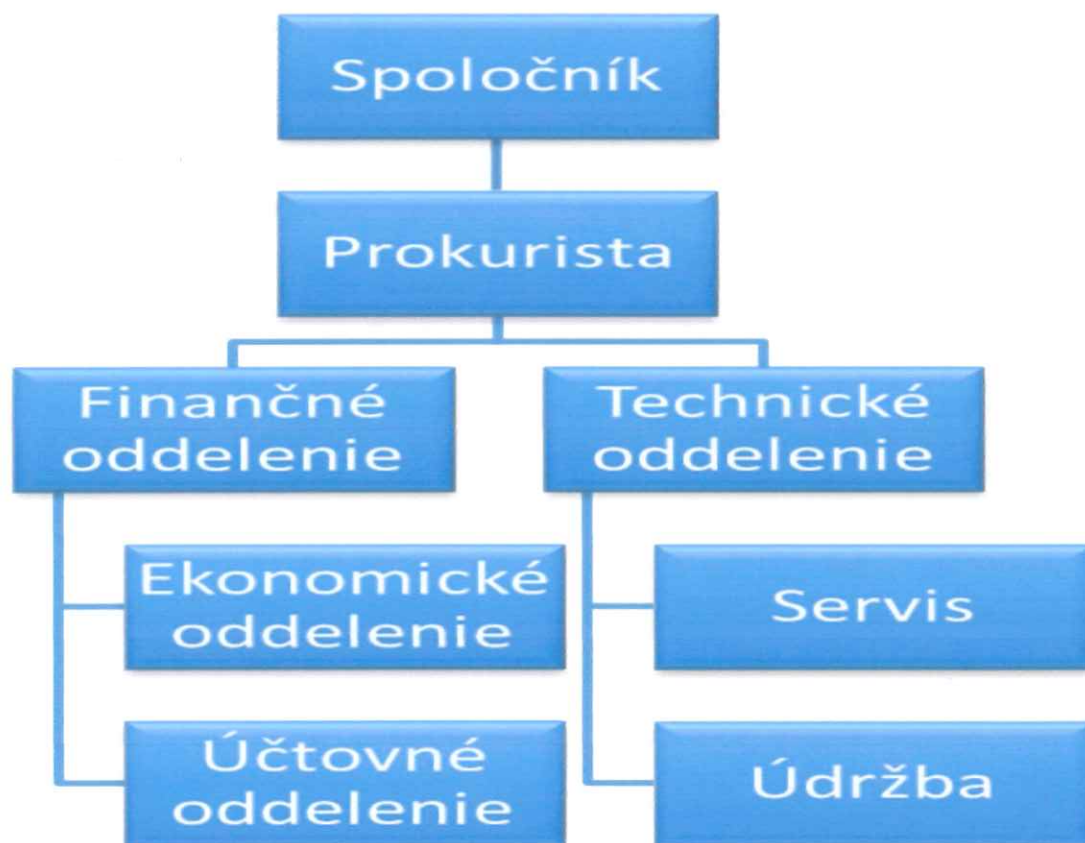 Spoločník
Prokurista
Finančné
oddelenie
Technické
oddelenie
Ekonomické
oddelenie
Servis
Účtovné
oddelenie
Údržba